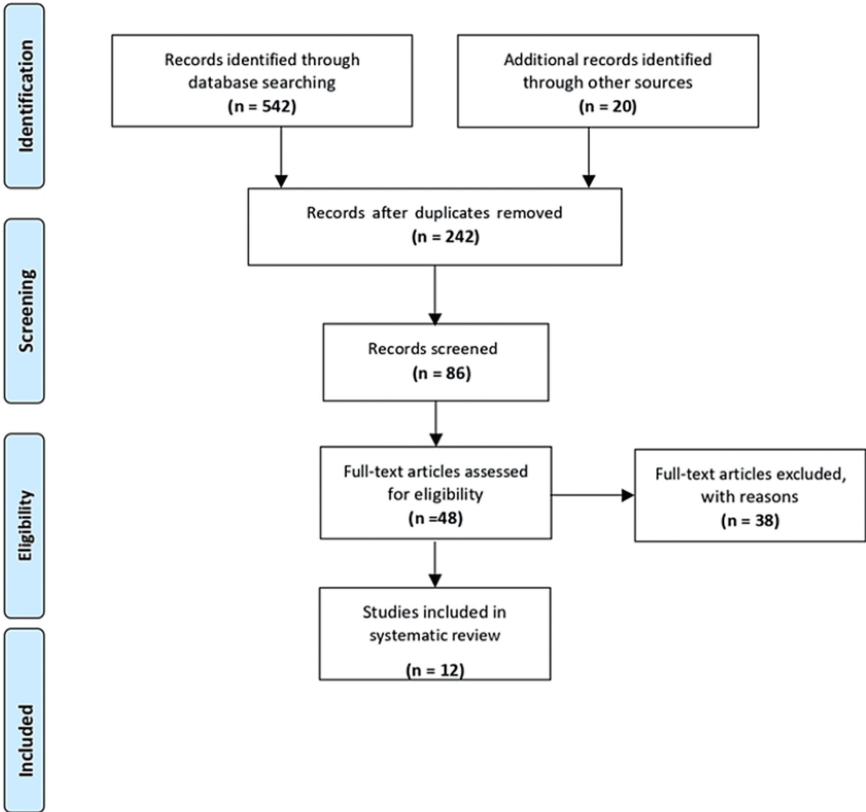 Identification
Records identified through
database searching
(n = 542)
Additional records identified
through other sources
(n = 20)
Records after duplicates removed
(n = 242)
Screening
Records screened
(n = 86)
Eligibility
Full-text articles assessed
for eligibility
(n =48)
Full-text articles excluded,
with reasons
(n = 38)
Included
Studies included in
systematic review
(n = 12)